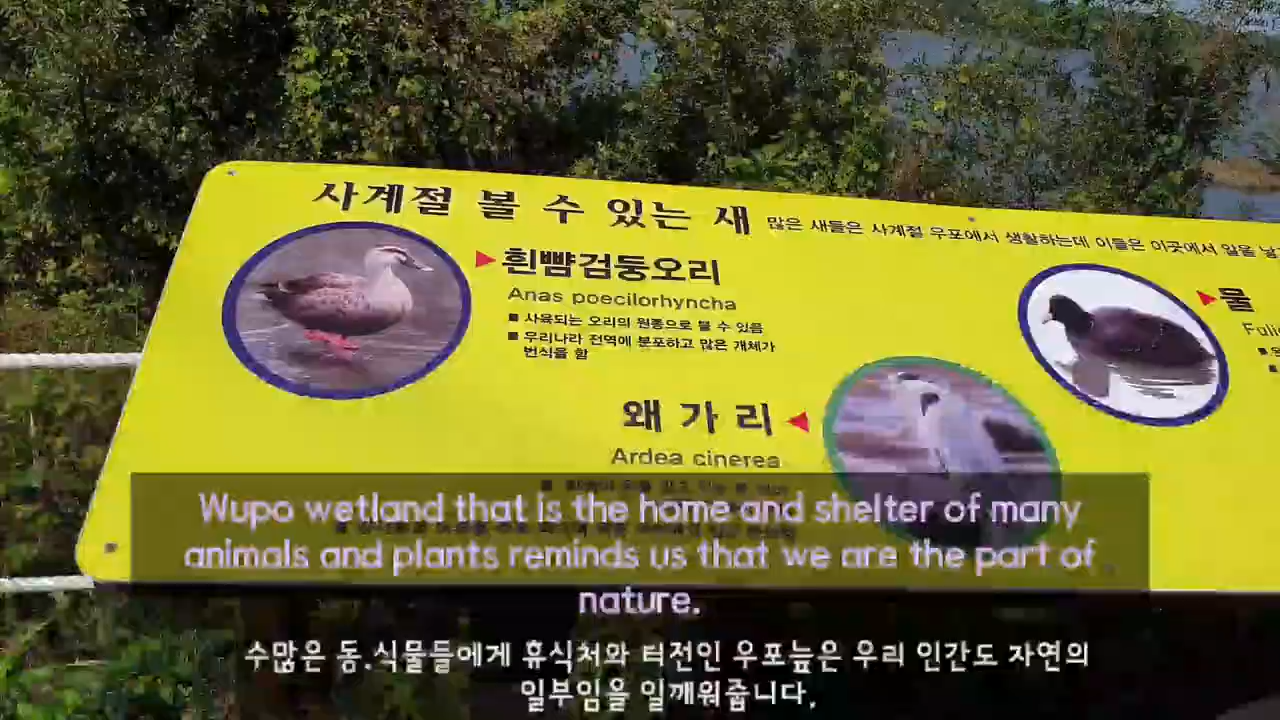 사계절 볼 수 있는 새
많은 새들은 사계절 우포에서 생활하는데 이들은 이곳에서 알을 낳
흰뺨검둥오리
Anas poecilorhyncha
■ 사육되는 오리의 원종으로 볼 수 있음
■ 우리나라 전역에 분포하고 많은 개체가
번식을 함
물
왜 가 리
Ardea cinerea
Wupo wetland that is the home and shelter of many
animals and plants reminds us that we are the part of
nature.
수많은 동.식물들에게 휴식처와 터전인 우포늪은 우리 인간도 자연의
일부임을 일깨워줍니다.